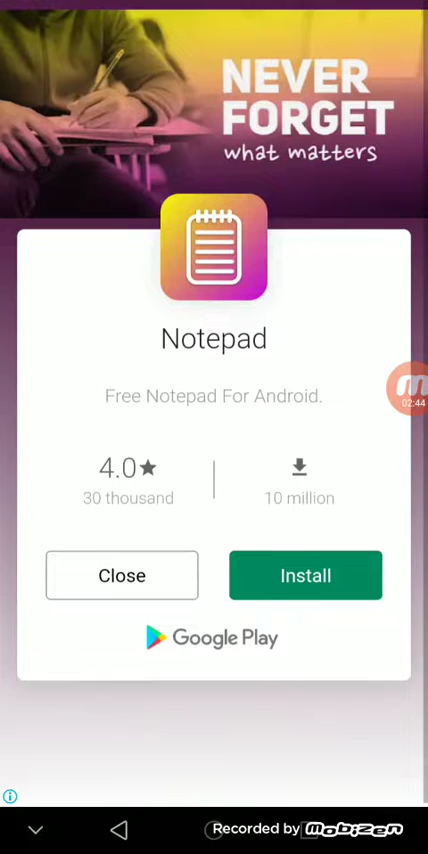 NEVER
FORGET
what matters
Notepad
Free Notepad For Android.
4.0★
30 thousand
10 million
02:44
Close
Install
Google Play
Recorded by mobizen